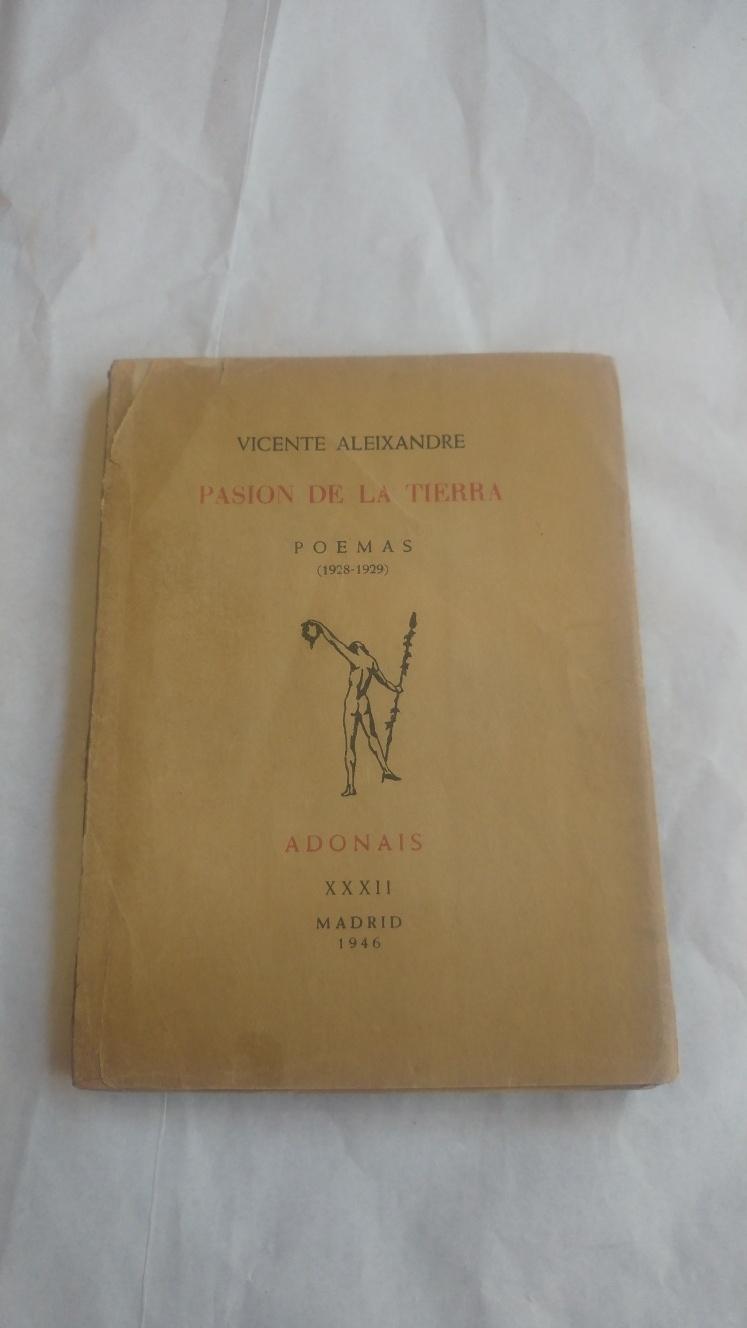 VICENTE ALEIXANDRE
PASION DE LA TIERRA
POEMAS
(1928-1929)
ADONAIS
XXXII
MADRID
1946